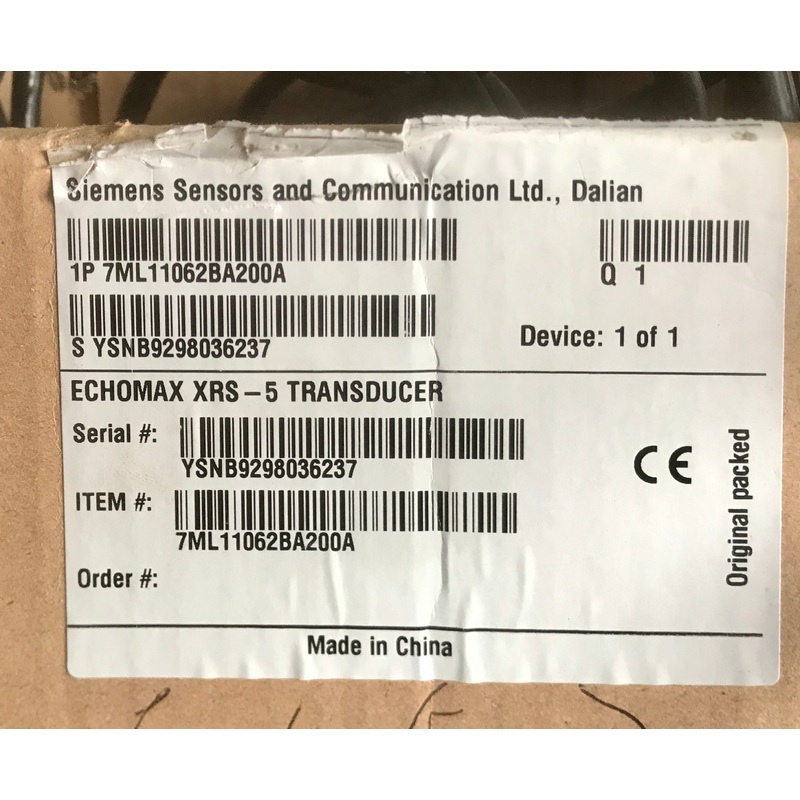 Siemens Sensors and Communication Ltd., Dalian
1P 7ML11062BA200A
Q 1
S YSNB9298036237
Device: 1 of 1
ECHOMAX XRS-5 TRANSDUCER
Serial #:
YSNB9298036237
CE
ITEM #:
7ML11062BA200A
Original packed
Order #:
Made in China